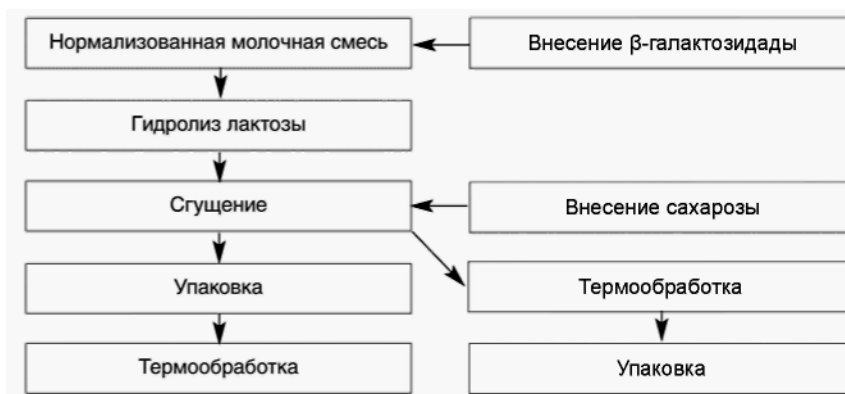 Нормализованная молочная смесь
Внесение β-галактозидады
Гидролиз лактозы
Сгущение
Внесение сахарозы
Упаковка
Термообработка
Термообработка
Упаковка